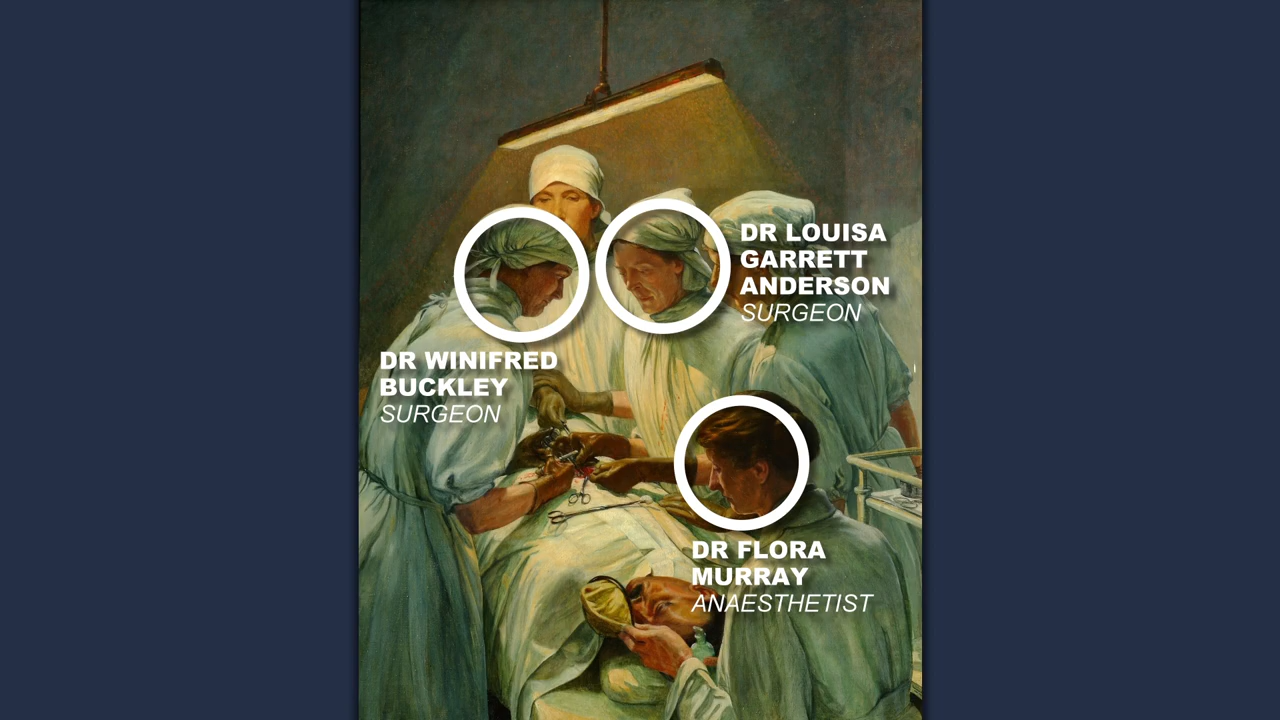 DR LOUISA
GARRETT
ANDERSON
SURGEON
DR WINIFRED
BUCKLEY
SURGEON
DR FLORA
MURRAY
ANAESTHETIST